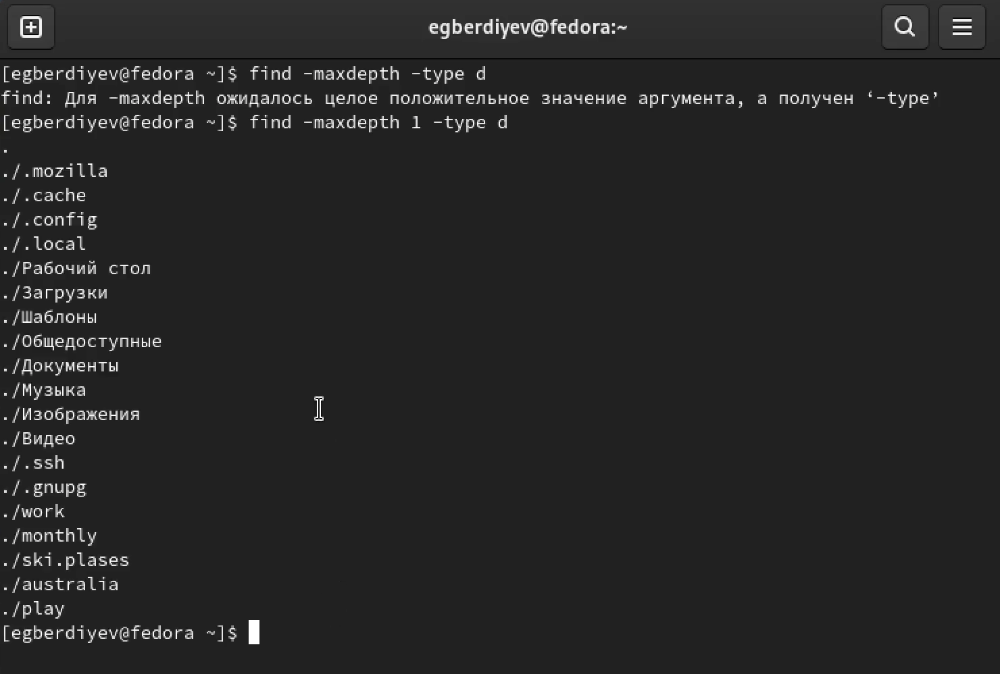 egberdiyev@fedora:~
[egberdiyev@fedora ~]$ find -maxdepth -type d
find: Для -maxdepth ожидалось целое положительное значение аргумента, а получен ‘-type’
[egberdiyev@fedora ~]$ find -maxdepth 1 -type d
.
./.mozilla
./.cache
./.config
./.local
./Рабочий стол
./Загрузки
./Шаблоны
./Общедоступные
./Документы
./Музыка
./Изображения
./Видео
./.ssh
./.gnupg
./work
./monthly
./ski.plases
./australia
./play
[egberdiyev@fedora ~]$